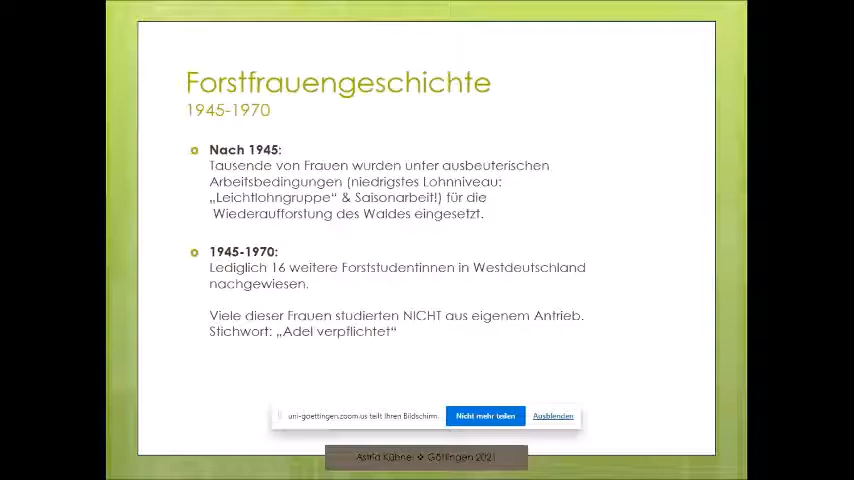 Forstfrauengeschichte
1945-1970
Nach 1945:
Tausende von Frauen wurden unter ausbeuterischen
Arbeitsbedingungen (niedrigstes Lohnniveau:
„Leichtlohngruppe“ & Saisonarbeit!) für die
Wiederaufforstung des Waldes eingesetzt.
1945-1970:
Lediglich 16 weitere Forststudentinnen in Westdeutschland
nachgewiesen.
Viele dieser Frauen studierten NICHT aus eigenem Antrieb.
Stichwort: „Adel verpflichtet“
uni-goettingen.zoom.us teilt Ihren Bildschirm. Nicht mehr teilen Ausblenden
Astrid Kühnel ❖ Göttingen 2021